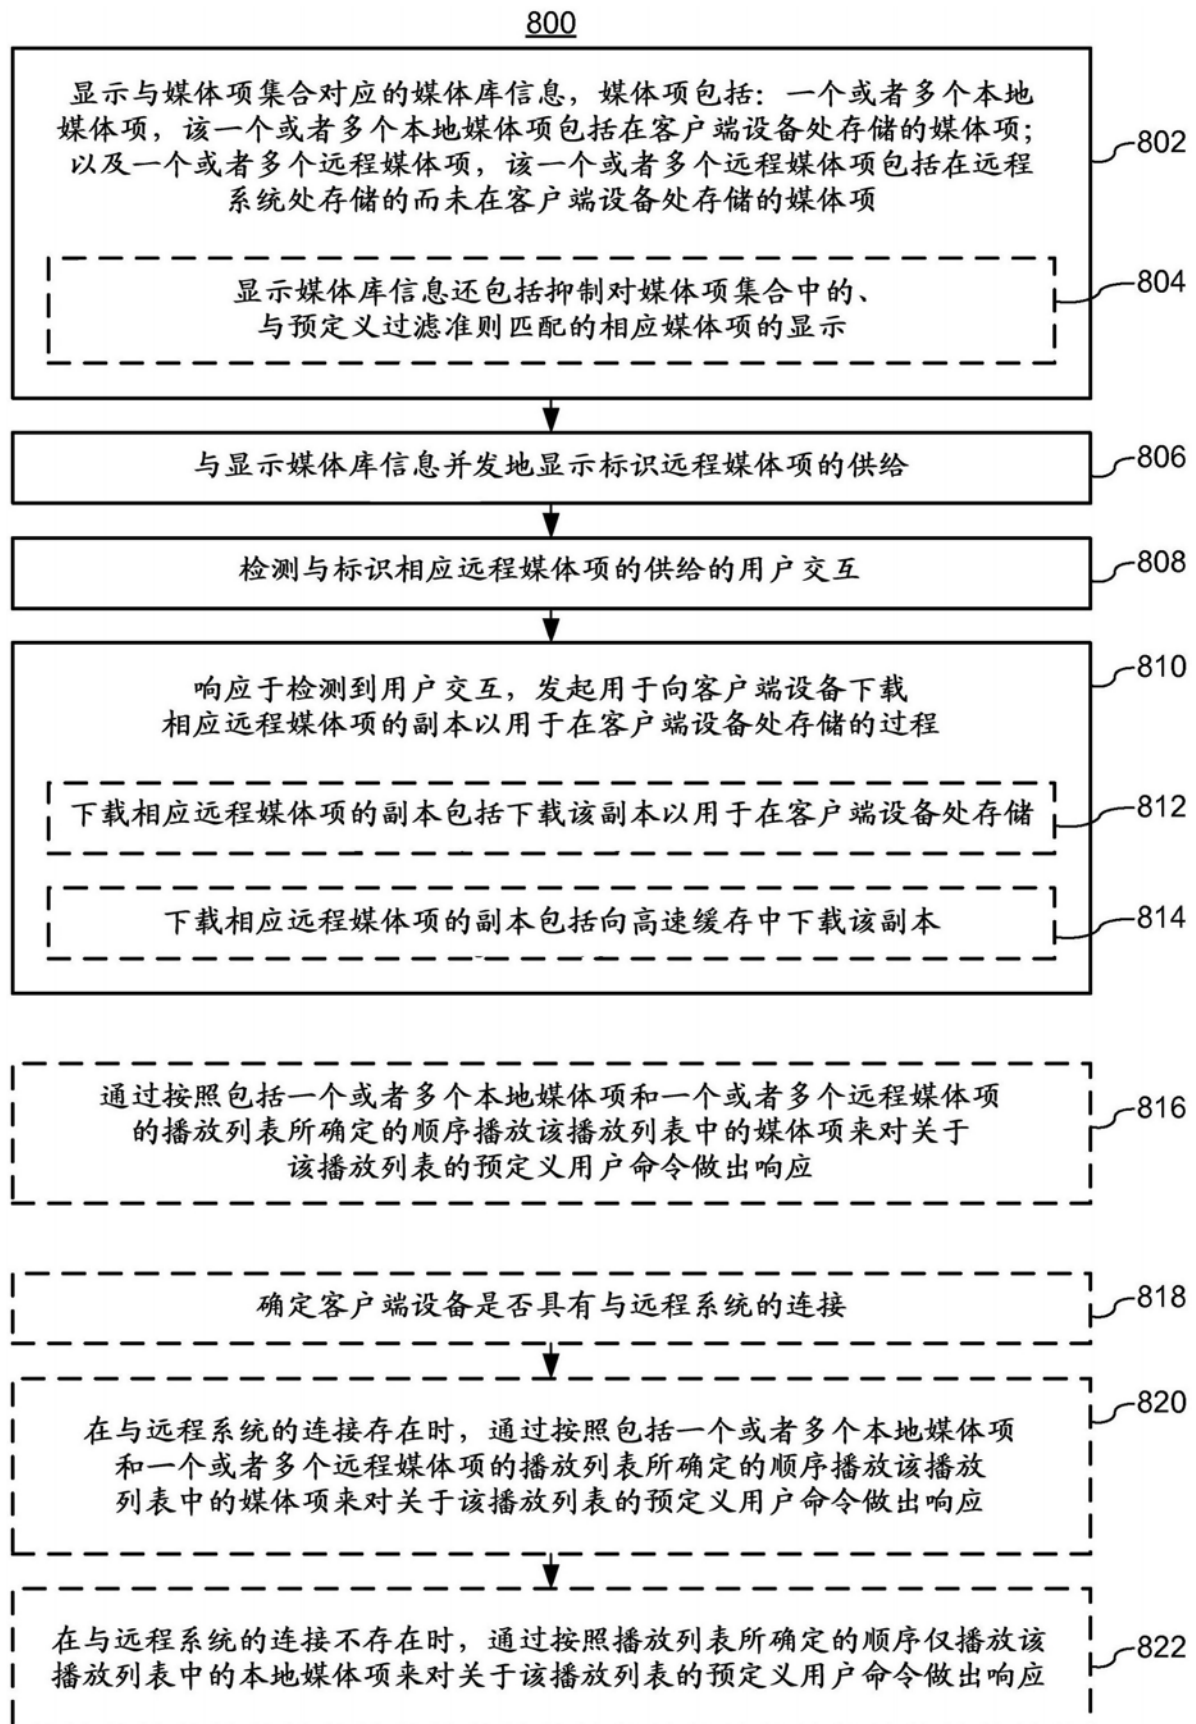 800
显示与媒体项集合对应的媒体库信息，媒体项包括：一个或者多个本地
媒体项，该一个或者多个本地媒体项包括在客户端设备处存储的媒体项；
以及一个或者多个远程媒体项，该一个或者多个远程媒体项包括在远程
系统处存储的而未在客户端设备处存储的媒体项
802
显示媒体库信息还包括抑制对媒体项集合中的、
与预定义过滤准则匹配的相应媒体项的显示
804
与显示媒体库信息并发地显示标识远程媒体项的供给
806
检测与标识相应远程媒体项的供给的用户交互
808
响应于检测到用户交互，发起用于向客户端设备下载
相应远程媒体项的副本以用于在客户端设备处存储的过程
810
下载相应远程媒体项的副本包括下载该副本以用于在客户端设备处存储
812
下载相应远程媒体项的副本包括向高速缓存中下载该副本
814
通过按照包括一个或者多个本地媒体项和一个或者多个远程媒体项
的播放列表所确定的顺序播放该播放列表中的媒体项来对关于
该播放列表的预定义用户命令做出响应
816
确定客户端设备是否具有与远程系统的连接
818
在与远程系统的连接存在时，通过按照包括一个或者多个本地媒体项
和一个或者多个远程媒体项的播放列表所确定的顺序播放该播放
列表中的媒体项来对关于该播放列表的预定义用户命令做出响应
820
在与远程系统的连接不存在时，通过按照播放列表所确定的顺序仅播放该
播放列表中的本地媒体项来对关于该播放列表的预定义用户命令做出响应
822